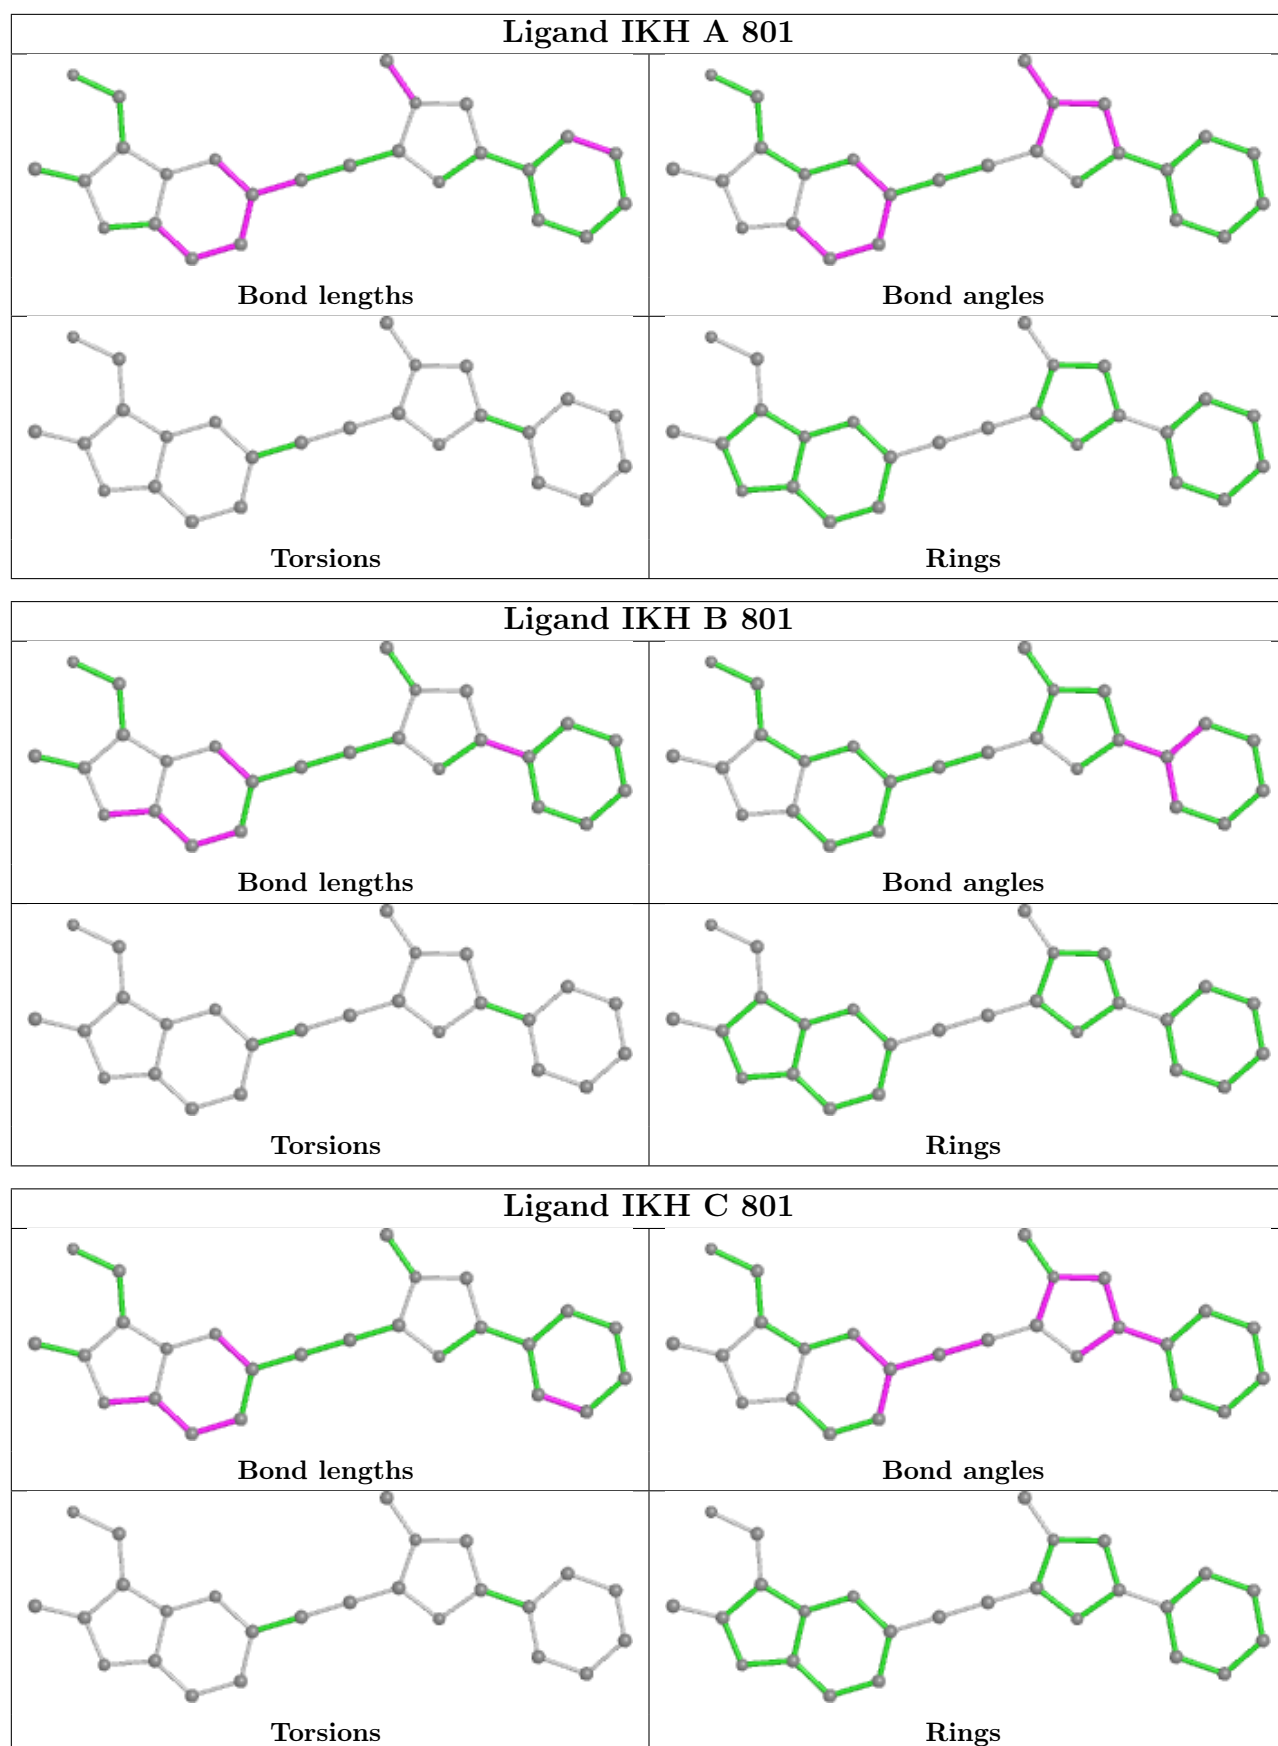 Ligand IKH A 801
Bond lengths
Bond angles
Torsions
Rings
Ligand IKH B 801
Bond lengths
Bond angles
Torsions
Rings
Ligand IKH C 801
Bond lengths
Bond angles
Torsions
Rings